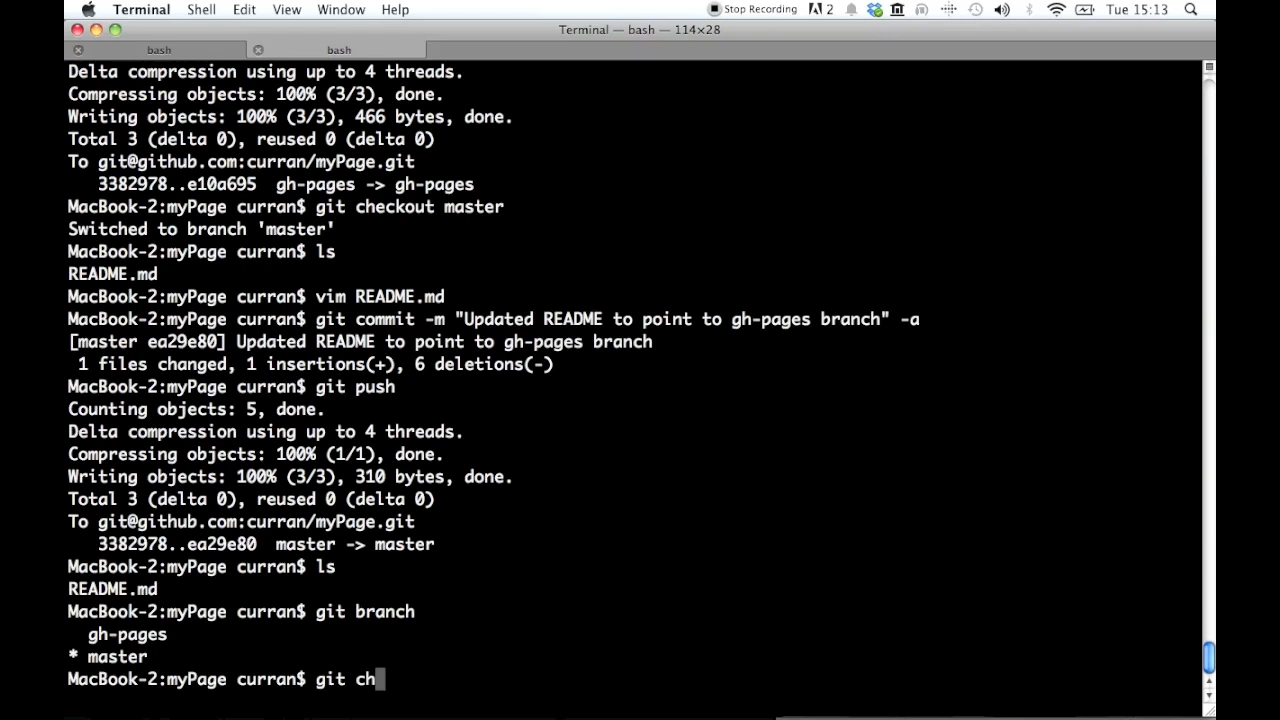 Terminal Shell Edit View Window Help Stop Recording 2 Tue 15:13
Terminal — bash — 114×28
bash bash
Delta compression using up to 4 threads.
Compressing objects: 100% (3/3), done.
Writing objects: 100% (3/3), 466 bytes, done.
Total 3 (delta 0), reused 0 (delta 0)
To git@github.com:curran/myPage.git
3382978..e10a695 gh-pages -> gh-pages
MacBook-2:myPage curran$ git checkout master
Switched to branch 'master'
MacBook-2:myPage curran$ ls
README.md
MacBook-2:myPage curran$ vim README.md
MacBook-2:myPage curran$ git commit -m "Updated README to point to gh-pages branch" -a
[master ea29e80] Updated README to point to gh-pages branch
1 files changed, 1 insertions(+), 6 deletions(-)
MacBook-2:myPage curran$ git push
Counting objects: 5, done.
Delta compression using up to 4 threads.
Compressing objects: 100% (1/1), done.
Writing objects: 100% (3/3), 310 bytes, done.
Total 3 (delta 0), reused 0 (delta 0)
To git@github.com:curran/myPage.git
3382978..ea29e80 master -> master
MacBook-2:myPage curran$ ls
README.md
MacBook-2:myPage curran$ git branch
gh-pages
* master
MacBook-2:myPage curran$ git ch